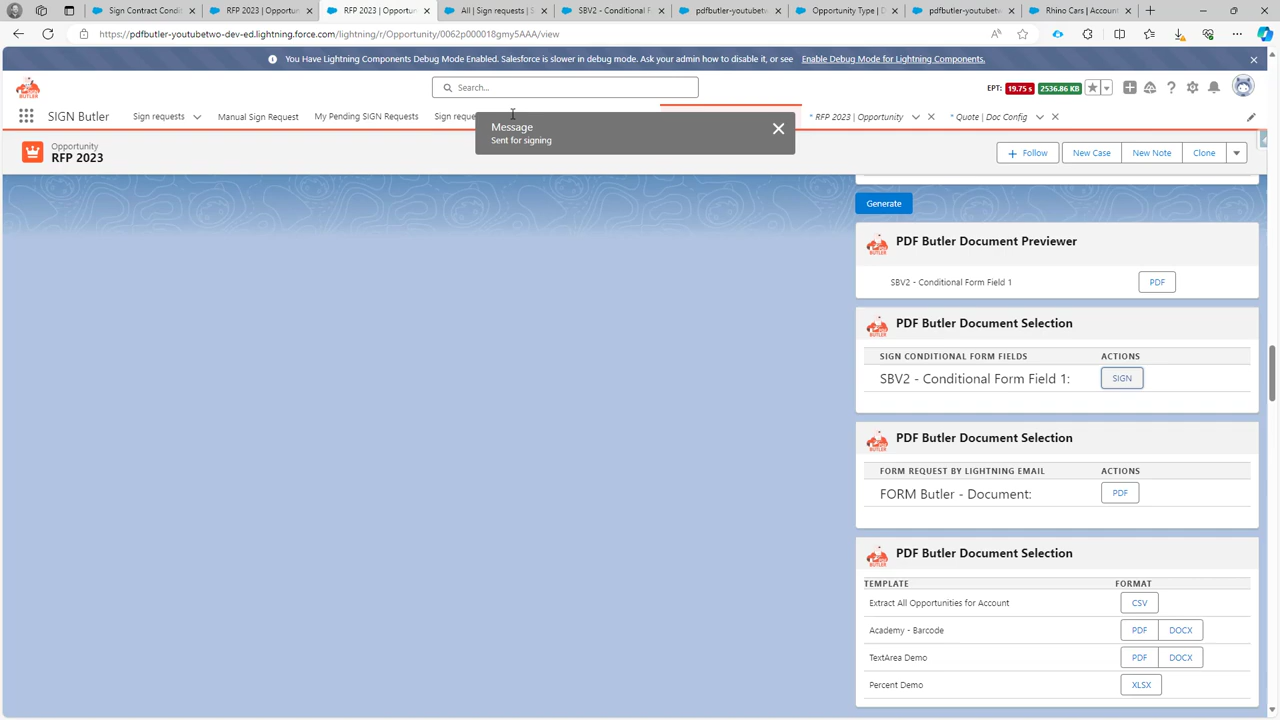 Sign Contract Condi
RFP 2023 | Opportun
RFP 2023 | Opportun
All | Sign requests | S
SBV2 - Conditional F
pdfbutler-youtubetw
Opportunity Type | D
pdfbutler-youtubetw
Rhino Cars | Account
https://pdfbutler-youtubetwo-dev-ed.lightning.force.com/lightning/r/Opportunity/0062p000018gmySAAA/view
You Have Lightning Components Debug Mode Enabled. Salesforce is slower in debug mode. Ask your admin how to disable it, or see Enable Debug Mode for Lightning Components.
Search...
EPT: 19.75 s 2536.86 KB
SIGN Butler
Sign requests
Manual Sign Request
My Pending SIGN Requests
Sign reque
* RFP 2023 | Opportunity
* Quote | Doc Config
Message
Sent for signing
Opportunity
RFP 2023
Follow
New Case
New Note
Clone
Generate
PDF Butler Document Previewer
SBV2 - Conditional Form Field 1 PDF
PDF Butler Document Selection
SIGN CONDITIONAL FORM FIELDS ACTIONS
SBV2 - Conditional Form Field 1: SIGN
PDF Butler Document Selection
FORM REQUEST BY LIGHTNING EMAIL ACTIONS
FORM Butler - Document: PDF
PDF Butler Document Selection
TEMPLATE FORMAT
Extract All Opportunities for Account CSV
Academy - Barcode PDF DOCX
TextArea Demo PDF DOCX
Percent Demo XLSX